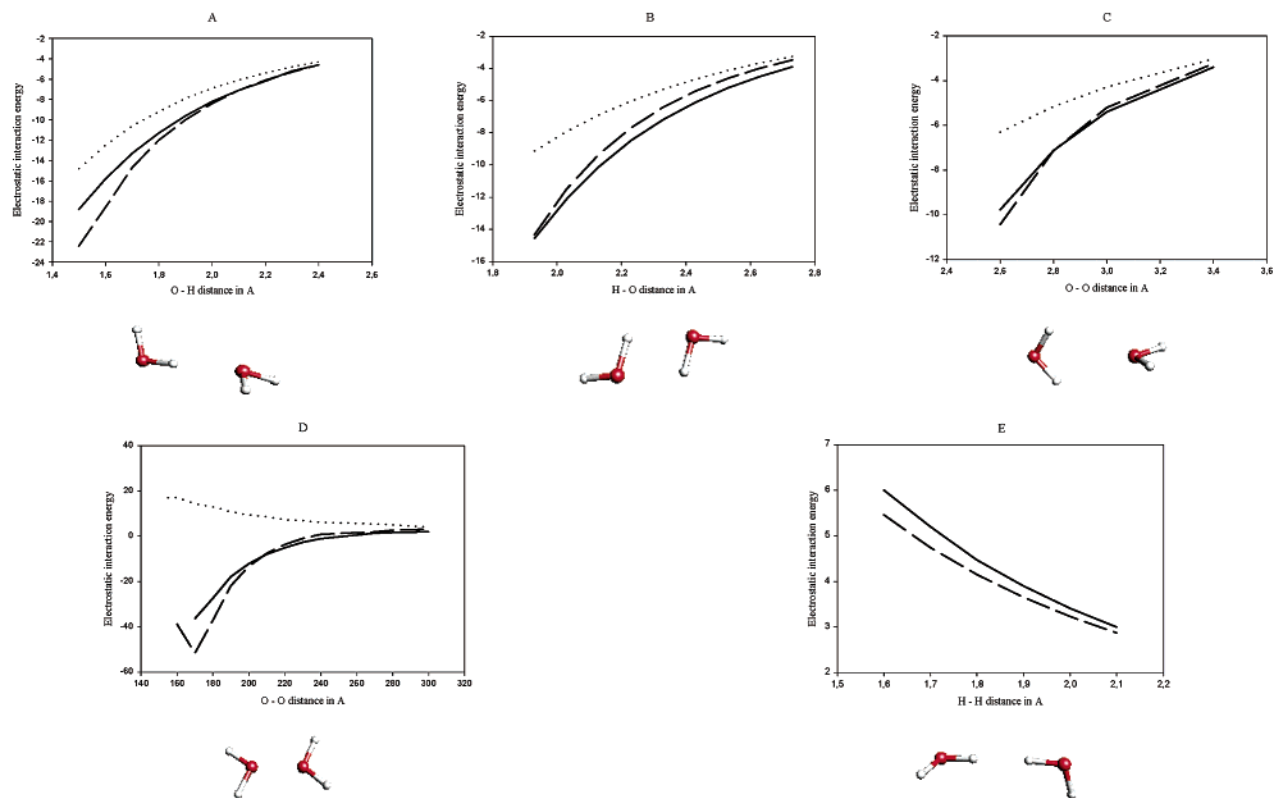 A
Electrostatic interaction energy
-2
-4
-6
-8
-10
-12
-14
-16
-18
-20
-22
-24
1,4 1,6 1,8 2,0 2,2 2,4 2,6
O - H distance in A
B
Electrostatic interaction energy
-2
-4
-6
-8
-10
-12
-14
-16
1,8 2,0 2,2 2,4 2,6 2,8
H - O distance in A
C
Electrstatic interaction energy
-2
-4
-6
-8
-10
-12
2,4 2,6 2,8 3,0 3,2 3,4 3,6
O - O distance in A
D
Electrostatic interaction energy
40
20
0
-20
-40
-60
140 160 180 200 220 240 260 280 300 320
O - O distance in A
E
Electrostatic interaction energy
7
6
5
4
3
2
1,5 1,6 1,7 1,8 1,9 2,0 2,1 2,2
H - H distance in A